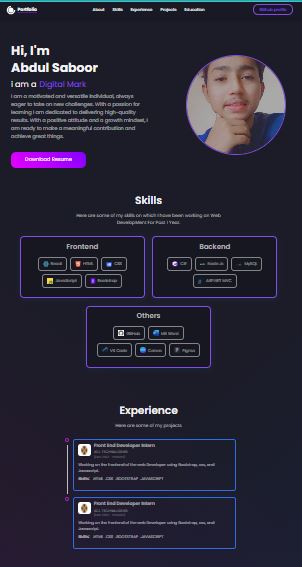 Portfolio
About Skills Experience Projects Education
Github profile
Hi, I'm
Abdul Saboor
i am a Digital Mark
I am a motivated and versatile individual, always
eager to take on new challenges. With a passion for
learning I am dedicated to delivering high-quality
results. With a positive attitude and a growth mindset, I
am ready to make a meaningful contribution and
achieve great things.
Download Resume
Skills
Here are some of my skills on which I have been working on Web
Development For Past 1 Year.
Frontend
React HTML CSS
JavaScript Bootstrap
Backend
C# Node.Js MySQL
ASP.NET MVC
Others
GitHub MS Word
VS Code Canva Figma
Experience
Here are some of my projects
Front End Developer Intern
Working on the frontend of the web Developer using Bootstrap, css, and
Javascript.
Skills: HTML CSS BOOTSTRAP JAVASCRIPT
Front End Developer Intern
Working on the frontend of the web Developer using Bootstrap, css, and
Javascript.
Skills: HTML CSS BOOTSTRAP JAVASCRIPT